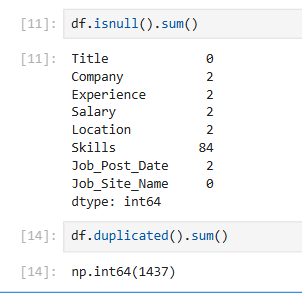 [11]: df.isnull().sum()
[11]: Title 0
Company 2
Experience 2
Salary 2
Location 2
Skills 84
Job_Post_Date 2
Job_Site_Name 0
dtype: int64
[14]: df.duplicated().sum()
[14]: np.int64(1437)